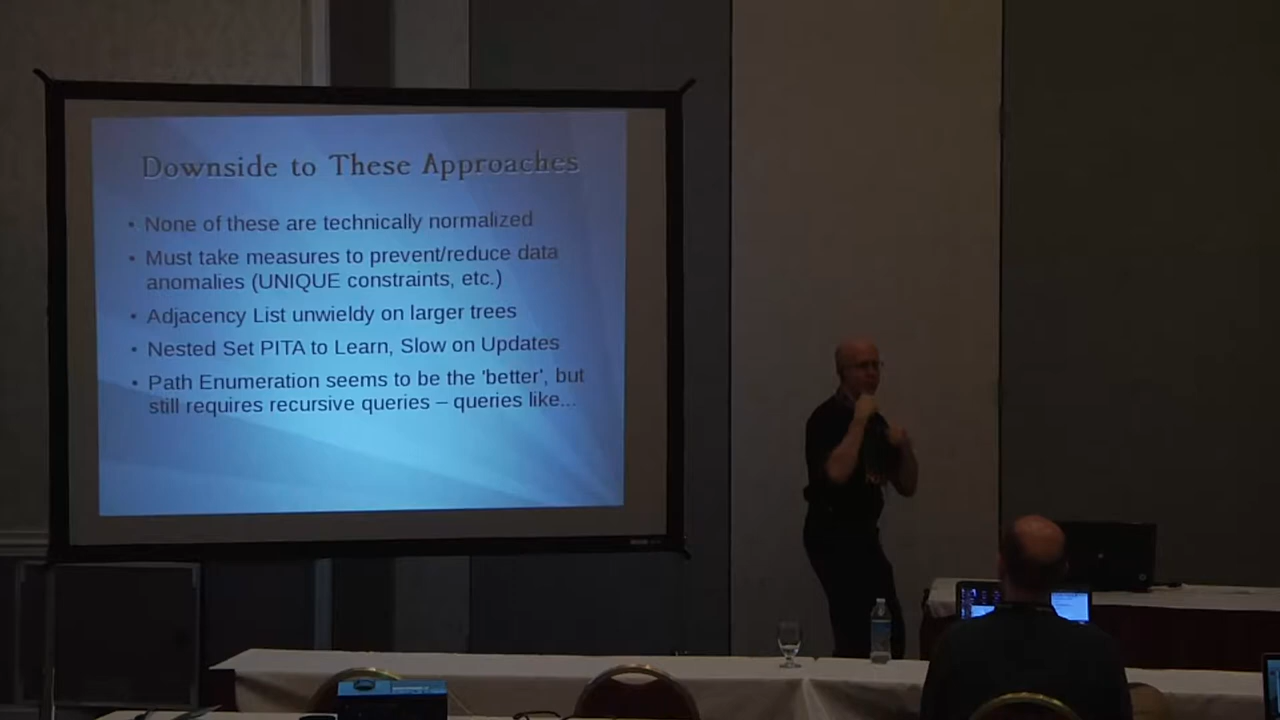 Downside to These Approaches
• None of these are technically normalized
• Must take measures to prevent/reduce data
anomalies (UNIQUE constraints, etc.)
• Adjacency List unwieldy on larger trees
• Nested Set PITA to Learn, Slow on Updates
• Path Enumeration seems to be the 'better', but
still requires recursive queries – queries like...